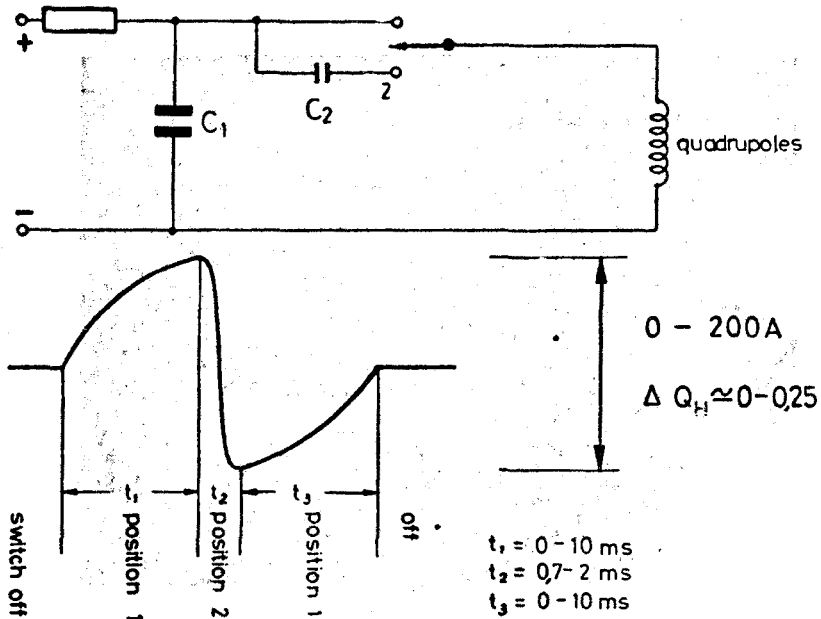 +
C₁
C₂
2
quadrupoles
−
0 - 200A
Δ Q_H ≃ 0-0,25
t₁ position 1
t₂ position 2
t₃ position 1
switch off
off
t₁ = 0 - 10 ms
t₂ = 0,7 - 2 ms
t₃ = 0 - 10 ms